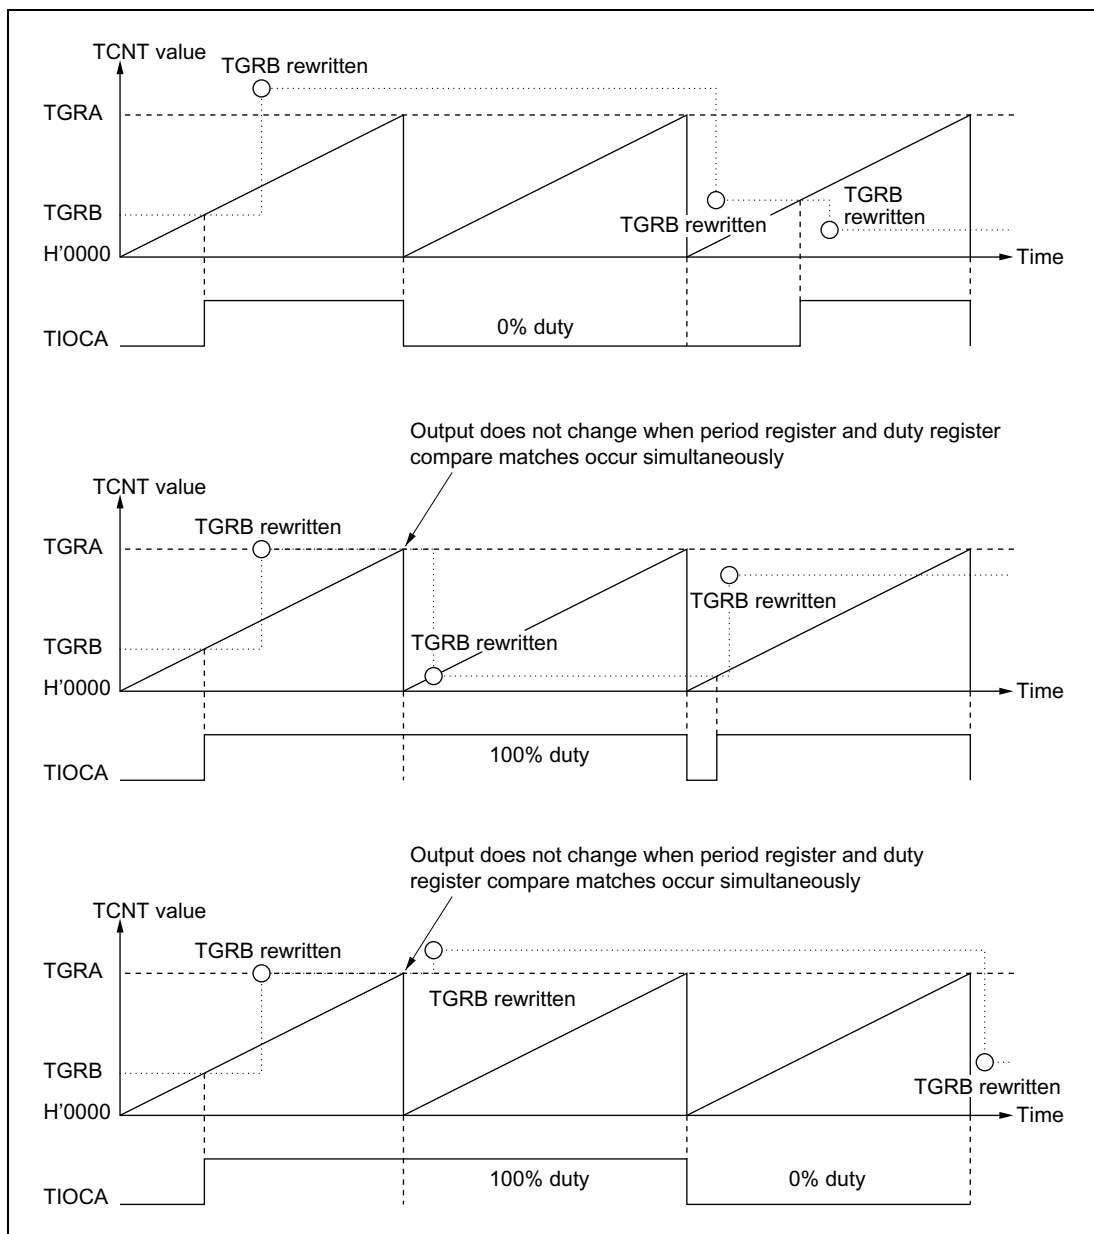 TCNT value
TGRB rewritten
TGRA
TGRB
TGRB rewritten
TGRB
rewritten
H'0000
Time
TIOCA
0% duty
Output does not change when period register and duty register
compare matches occur simultaneously
TCNT value
TGRB rewritten
TGRA
TGRB rewritten
TGRB
TGRB rewritten
H'0000
Time
TIOCA
100% duty
Output does not change when period register and duty
register compare matches occur simultaneously
TCNT value
TGRB rewritten
TGRA
TGRB rewritten
TGRB
TGRB rewritten
H'0000
Time
TIOCA
100% duty
0% duty